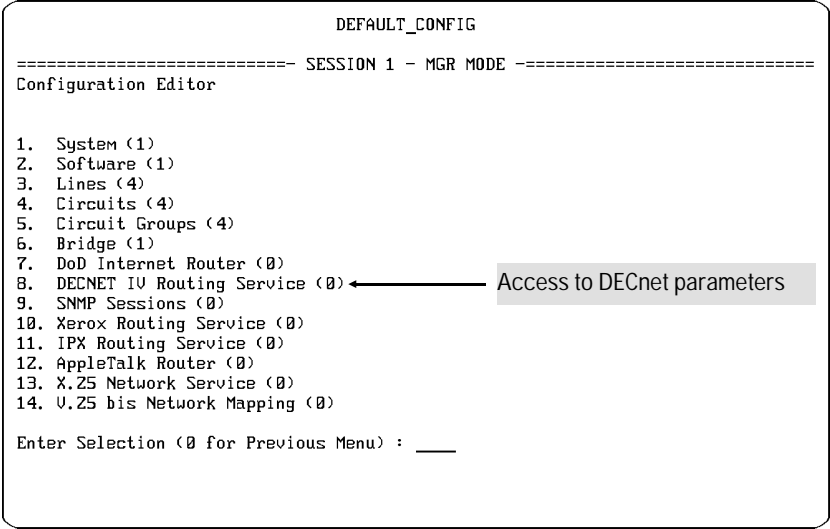 DEFAULT_CONFIG
===========================- SESSION 1 - MGR MODE -=============================
Configuration Editor
1. System (1)
2. Software (1)
3. Lines (4)
4. Circuits (4)
5. Circuit Groups (4)
6. Bridge (1)
7. DoD Internet Router (0)
8. DECNET IV Routing Service (0) Access to DECnet parameters
9. SNMP Sessions (0)
10. Xerox Routing Service (0)
11. IPX Routing Service (0)
12. AppleTalk Router (0)
13. X.25 Network Service (0)
14. V.25 bis Network Mapping (0)
Enter Selection (0 for Previous Menu) : ____